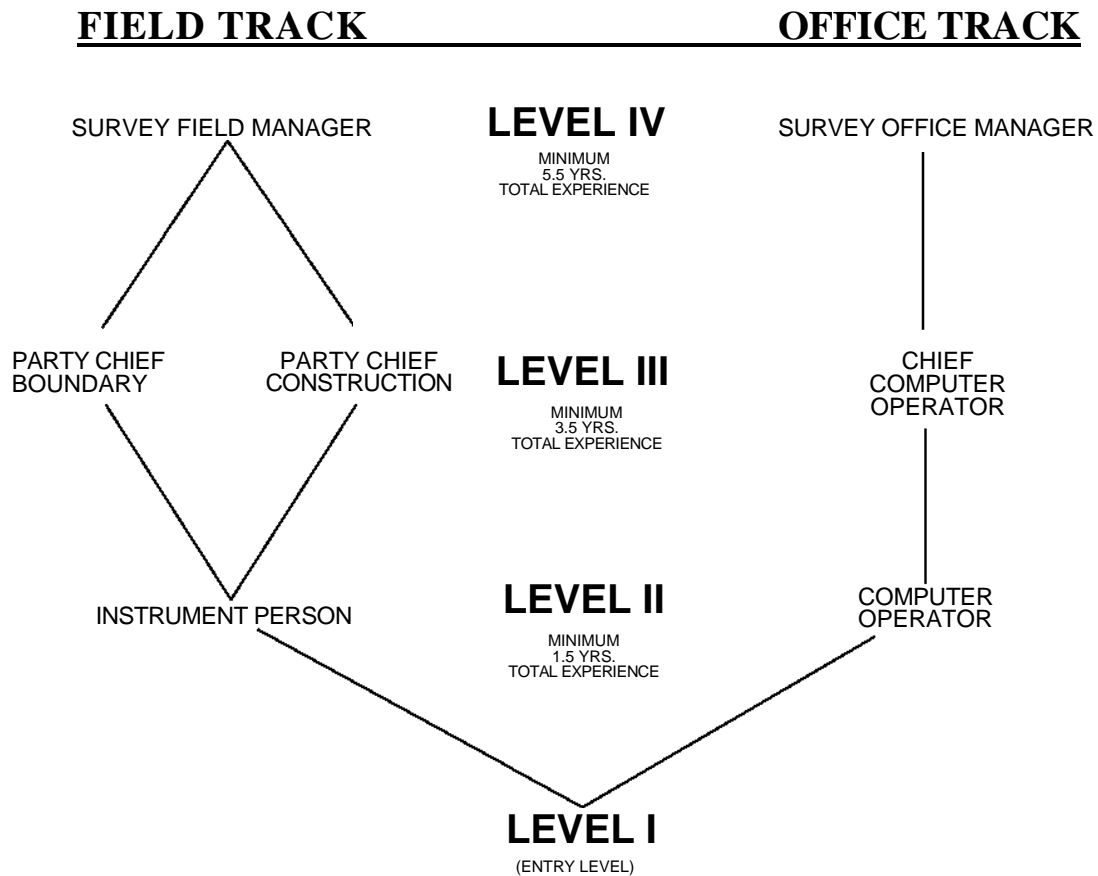 FIELD TRACK OFFICE TRACK
SURVEY FIELD MANAGER
LEVEL IV
MINIMUM
5.5 YRS.
TOTAL EXPERIENCE
SURVEY OFFICE MANAGER
PARTY CHIEF
BOUNDARY
PARTY CHIEF
CONSTRUCTION
LEVEL III
MINIMUM
3.5 YRS.
TOTAL EXPERIENCE
CHIEF
COMPUTER
OPERATOR
INSTRUMENT PERSON
LEVEL II
MINIMUM
1.5 YRS.
TOTAL EXPERIENCE
COMPUTER
OPERATOR
LEVEL I
(ENTRY LEVEL)